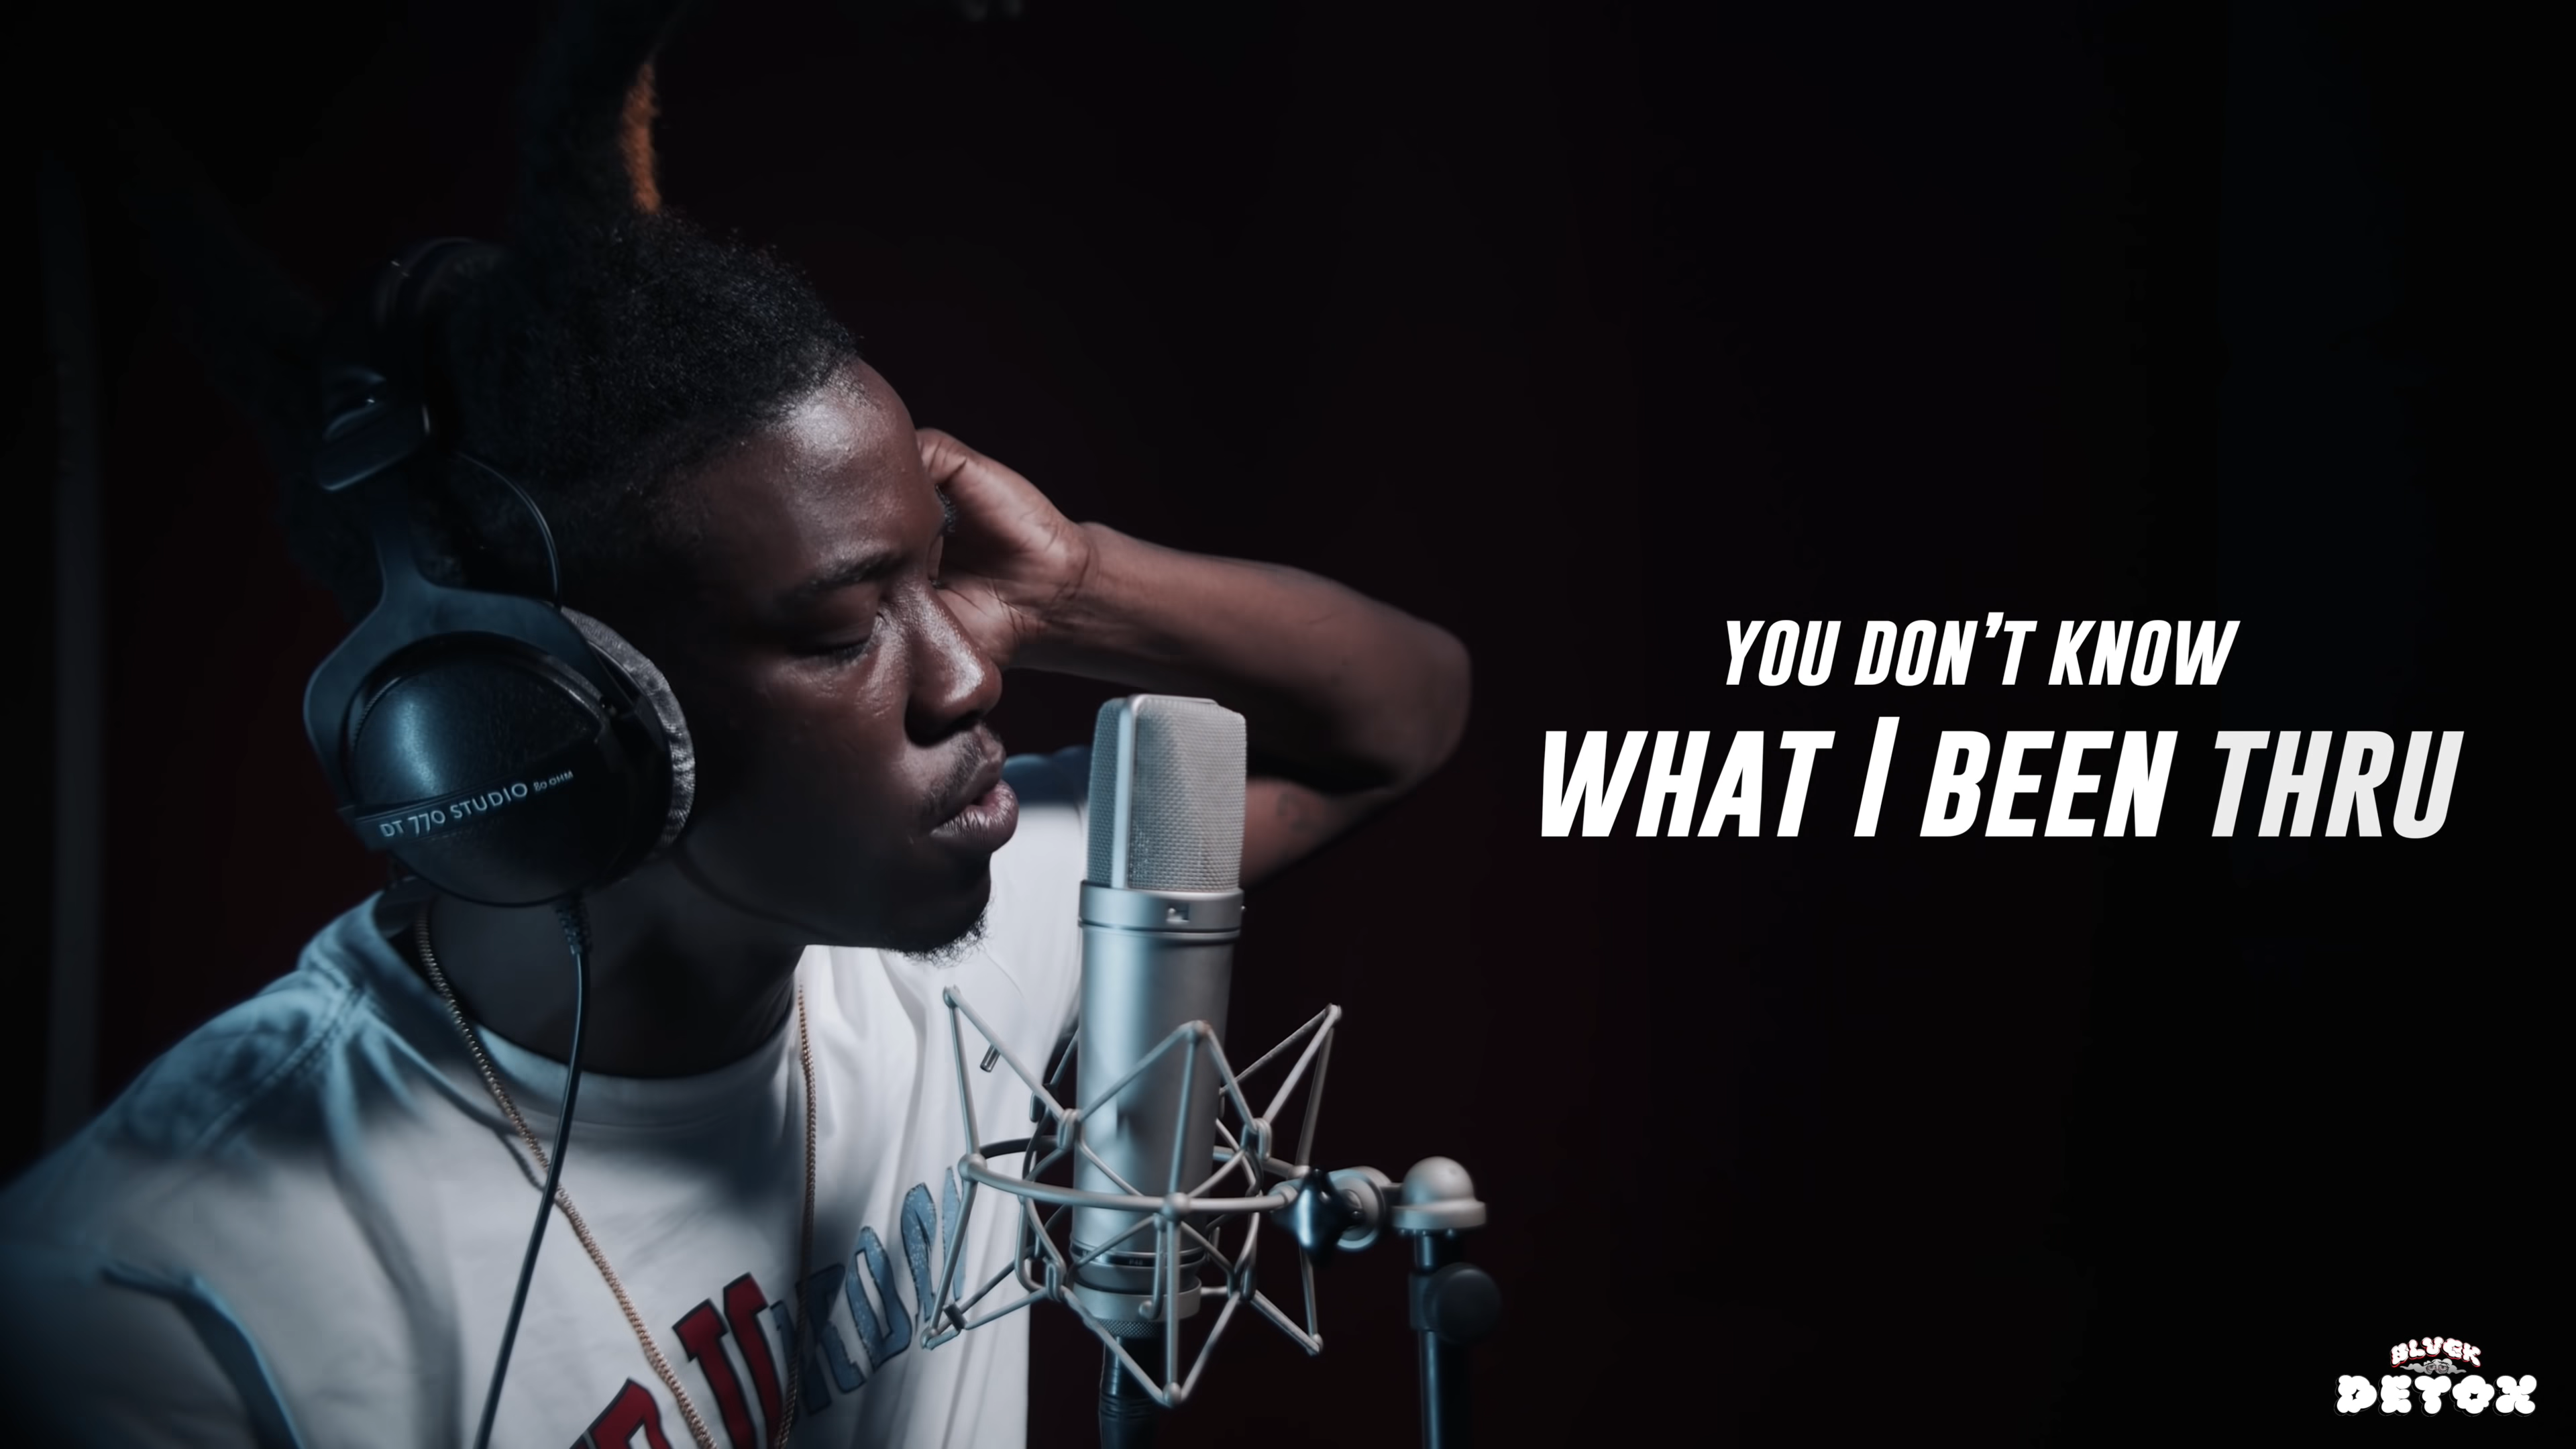 YOU DON'T KNOW
WHAT I BEEN THRU
DT 770 STUDIO 80 OHM
BLVCK
DETOX